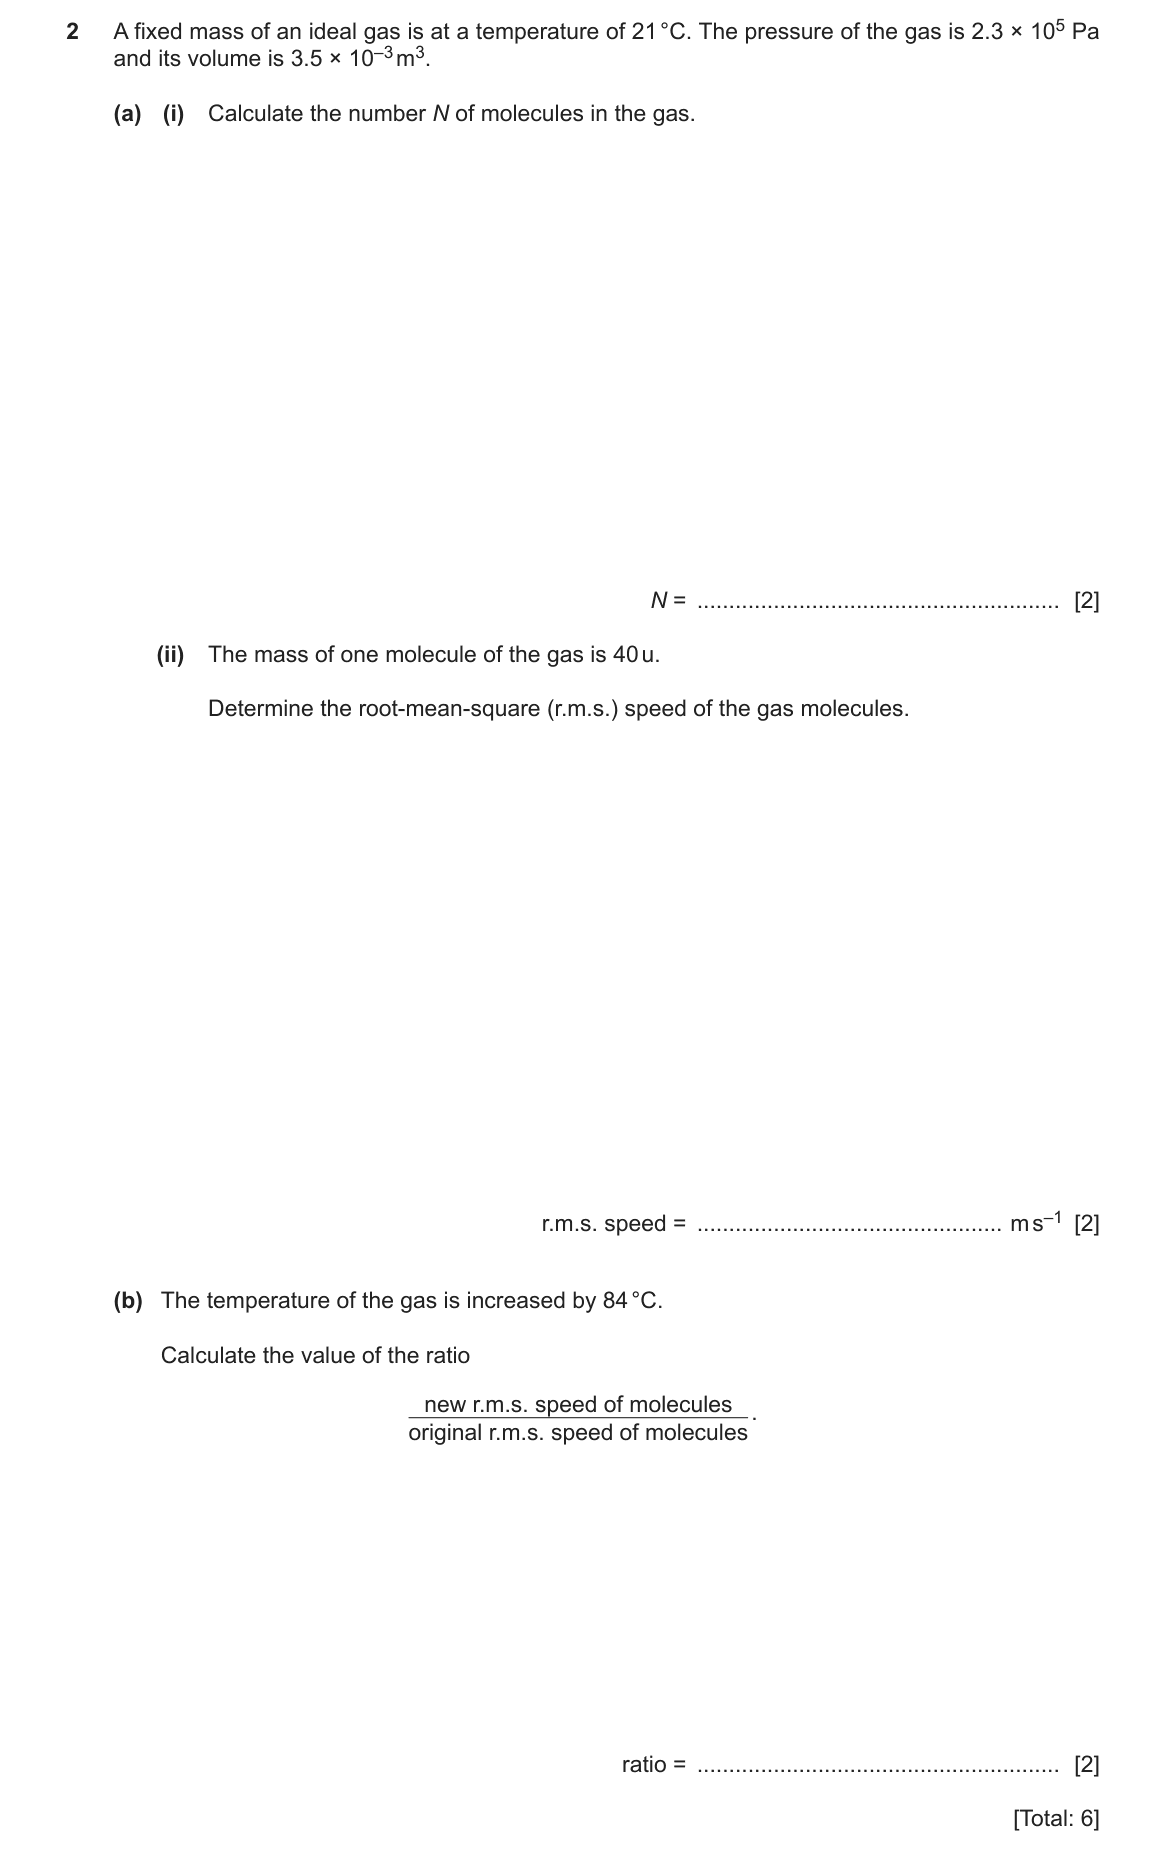 2 A fixed mass of an ideal gas is at a temperature of 21 °C. The pressure of the gas is 2.3 × 10⁵ Pa
and its volume is 3.5 × 10⁻³ m³.
(a) (i) Calculate the number N of molecules in the gas.
N = ......................................................... [2]
(ii) The mass of one molecule of the gas is 40 u.
Determine the root-mean-square (r.m.s.) speed of the gas molecules.
r.m.s. speed = ................................................ m s⁻¹ [2]
(b) The temperature of the gas is increased by 84 °C.
Calculate the value of the ratio
new r.m.s. speed of molecules
original r.m.s. speed of molecules.
ratio = ......................................................... [2]
[Total: 6]